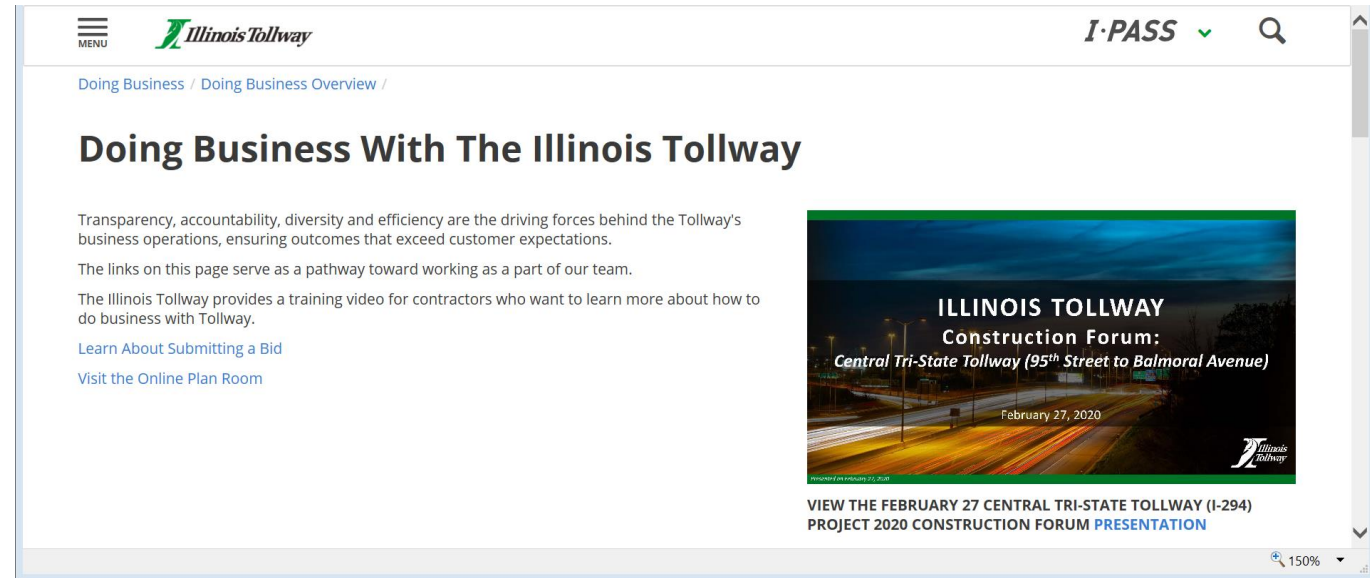 MENU
Illinois Tollway
I·PASS
Doing Business / Doing Business Overview /
Doing Business With The Illinois Tollway
Transparency, accountability, diversity and efficiency are the driving forces behind the Tollway's
business operations, ensuring outcomes that exceed customer expectations.
The links on this page serve as a pathway toward working as a part of our team.
The Illinois Tollway provides a training video for contractors who want to learn more about how to
do business with Tollway.
Learn About Submitting a Bid
Visit the Online Plan Room
ILLINOIS TOLLWAY
Construction Forum:
Central Tri-State Tollway (95th Street to Balmoral Avenue)
February 27, 2020
Illinois
Tollway
Presented on February 27, 2020
VIEW THE FEBRUARY 27 CENTRAL TRI-STATE TOLLWAY (I-294)
PROJECT 2020 CONSTRUCTION FORUM PRESENTATION
150%